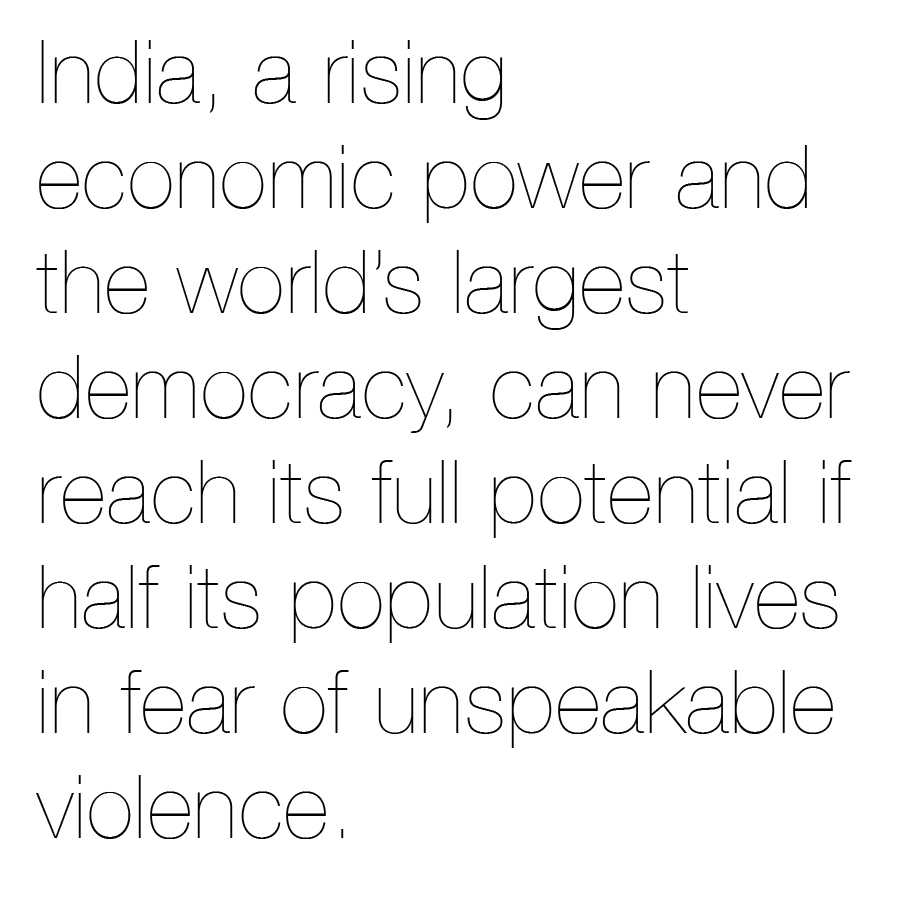 India, a rising
economic power and
the world’s largest
democracy, can never
reach its full potential if
half its population lives
in fear of unspeakable
violence.